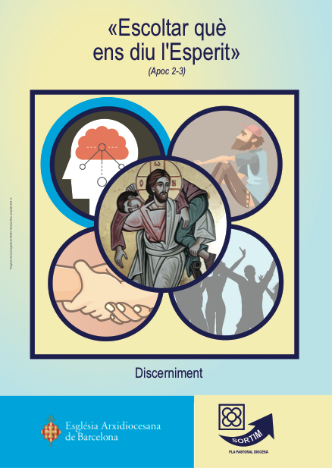 «Escoltar què
ens diu l'Esperit»
(Apoc 2-3)
Discerniment
Església Arxidiocesana
de Barcelona
SORTIM
PLA PASTORAL DIOCESÀ